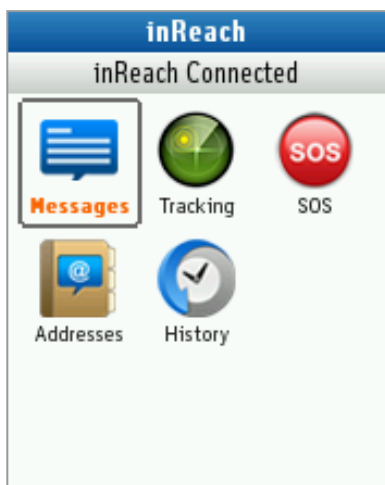 inReach
inReach Connected
Messages Tracking SOS SOS
Addresses @ History